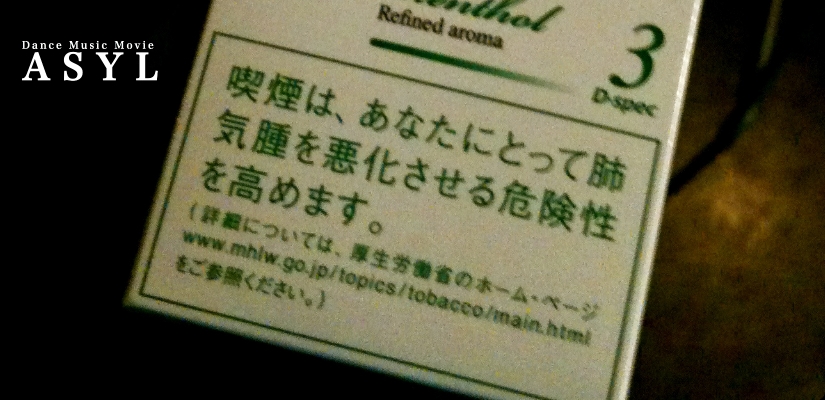 Dance Music Movie
ASYL
Refined aroma
3
D-spec
喫煙は、あなたにとって肺
気腫を悪化させる危険性
を高めます。
(詳細については、厚生労働省のホーム・ページ
www.mhlw.go.jp/topics/tobacco/main.html
をご参照ください。)